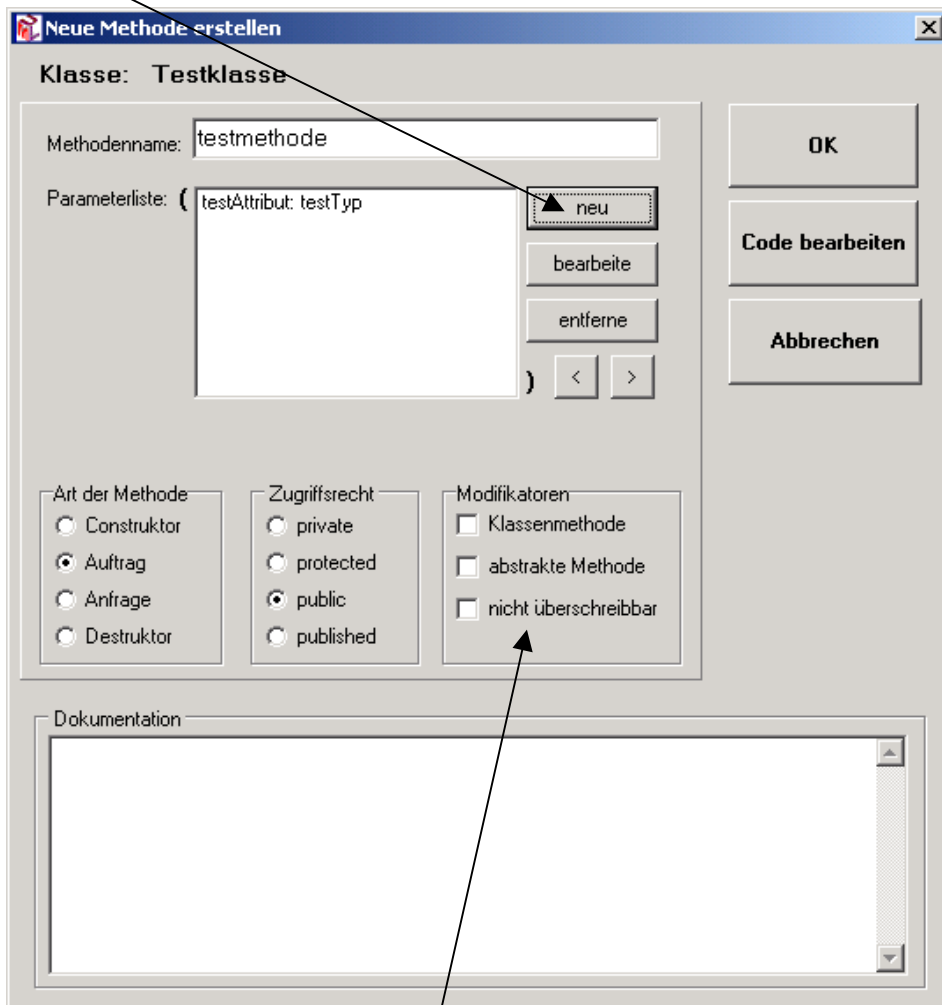 Neue Methode erstellen
Klasse: Testklasse
Methodenname: testmethode
OK
Parameterliste: ( testAttribut: testTyp
neu
Code bearbeiten
bearbeite
entferne
Abbrechen
) < >
Art der Methode
Construktor
Auftrag
Anfrage
Destruktor
Zugriffsrecht
private
protected
public
published
Modifikatoren
Klassenmethode
abstrakte Methode
nicht überschreibbar
Dokumentation